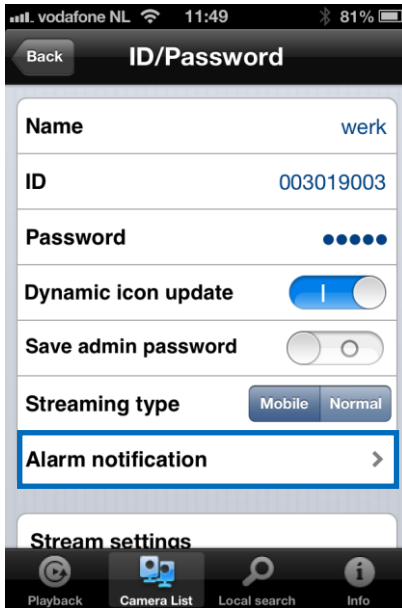 vodafone NL 11:49 81%
Back ID/Password
Name werk
ID 003019003
Password •••••
Dynamic icon update
Save admin password
Streaming type Mobile Normal
Alarm notification
Stream settings
Playback Camera List Local search Info